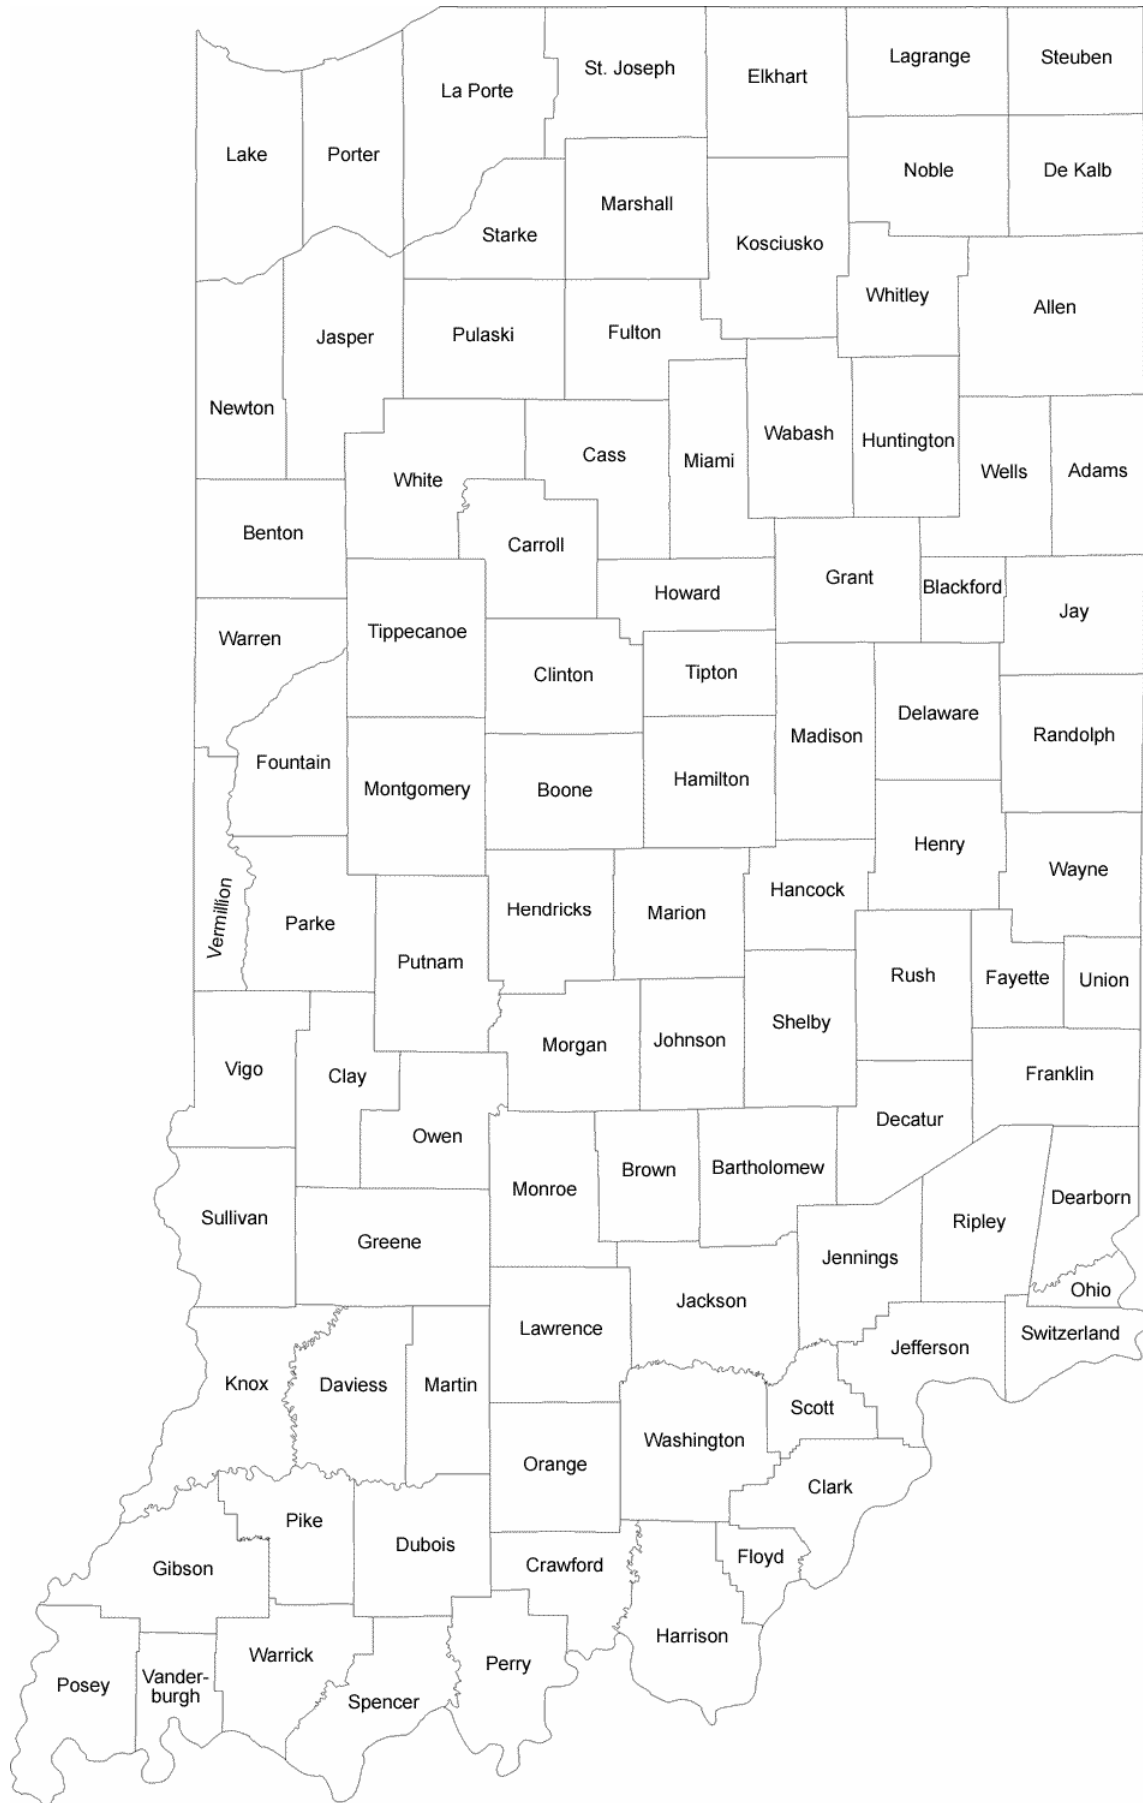 Lagrange
Steuben
St. Joseph
Elkhart
La Porte
Lake
Porter
Noble
De Kalb
Marshall
Starke
Kosciusko
Whitley
Allen
Jasper
Pulaski
Fulton
Newton
White
Cass
Miami
Wabash
Huntington
Wells
Adams
Benton
Carroll
Howard
Grant
Blackford
Jay
Warren
Tippecanoe
Clinton
Tipton
Delaware
Madison
Randolph
Fountain
Montgomery
Boone
Hamilton
Henry
Wayne
Vermillion
Parke
Hendricks
Marion
Hancock
Putnam
Rush
Fayette
Union
Morgan
Johnson
Shelby
Vigo
Clay
Franklin
Owen
Decatur
Monroe
Brown
Bartholomew
Dearborn
Sullivan
Greene
Ripley
Jennings
Ohio
Jackson
Lawrence
Switzerland
Jefferson
Knox
Daviess
Martin
Scott
Washington
Orange
Clark
Pike
Dubois
Floyd
Crawford
Gibson
Harrison
Warrick
Perry
Posey
Vander-
burgh
Spencer